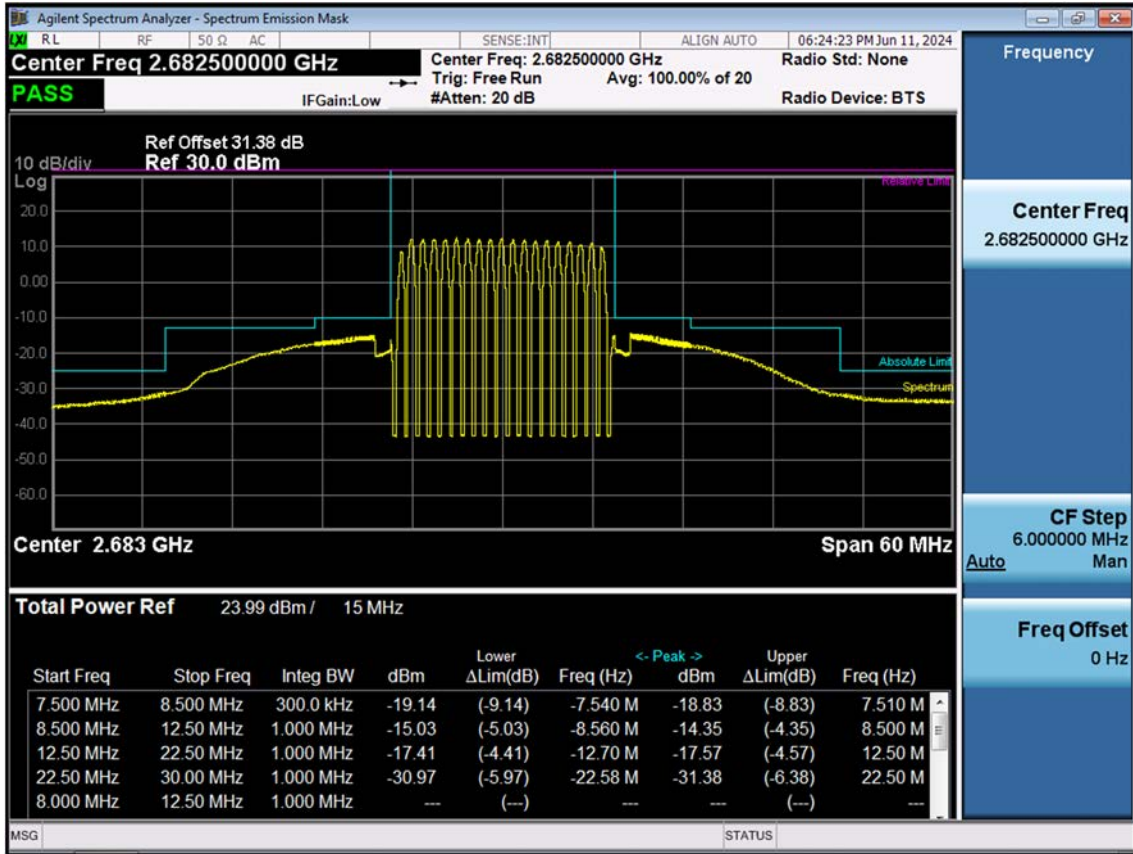 Agilent Spectrum Analyzer - Spectrum Emission Mask
LXI RL RF 50 Ω AC SENSE:INT ALIGN AUTO 06:24:23 PM Jun 11, 2024
Center Freq 2.682500000 GHz Center Freq: 2.682500000 GHz Radio Std: None
Trig: Free Run Avg: 100.00% of 20
PASS IFGain:Low #Atten: 20 dB Radio Device: BTS
Ref Offset 31.38 dB
10 dB/div Ref 30.0 dBm
Log Relative Limit
20.0
10.0
0.00
-10.0
-20.0
Absolute Limit
-30.0 Spectrum
-40.0
-50.0
-60.0
Center 2.683 GHz Span 60 MHz
Total Power Ref 23.99 dBm / 15 MHz
Lower <- Peak -> Upper
Start Freq Stop Freq Integ BW dBm ΔLim(dB) Freq (Hz) dBm ΔLim(dB) Freq (Hz)
7.500 MHz 8.500 MHz 300.0 kHz -19.14 (-9.14) -7.540 M -18.83 (-8.83) 7.510 M
8.500 MHz 12.50 MHz 1.000 MHz -15.03 (-5.03) -8.560 M -14.35 (-4.35) 8.500 M
12.50 MHz 22.50 MHz 1.000 MHz -17.41 (-4.41) -12.70 M -17.57 (-4.57) 12.50 M
22.50 MHz 30.00 MHz 1.000 MHz -30.97 (-5.97) -22.58 M -31.38 (-6.38) 22.50 M
8.000 MHz 12.50 MHz 1.000 MHz --- (---) --- --- (---) ---
MSG STATUS
Frequency
Center Freq
2.682500000 GHz
CF Step
6.000000 MHz
Auto Man
Freq Offset
0 Hz